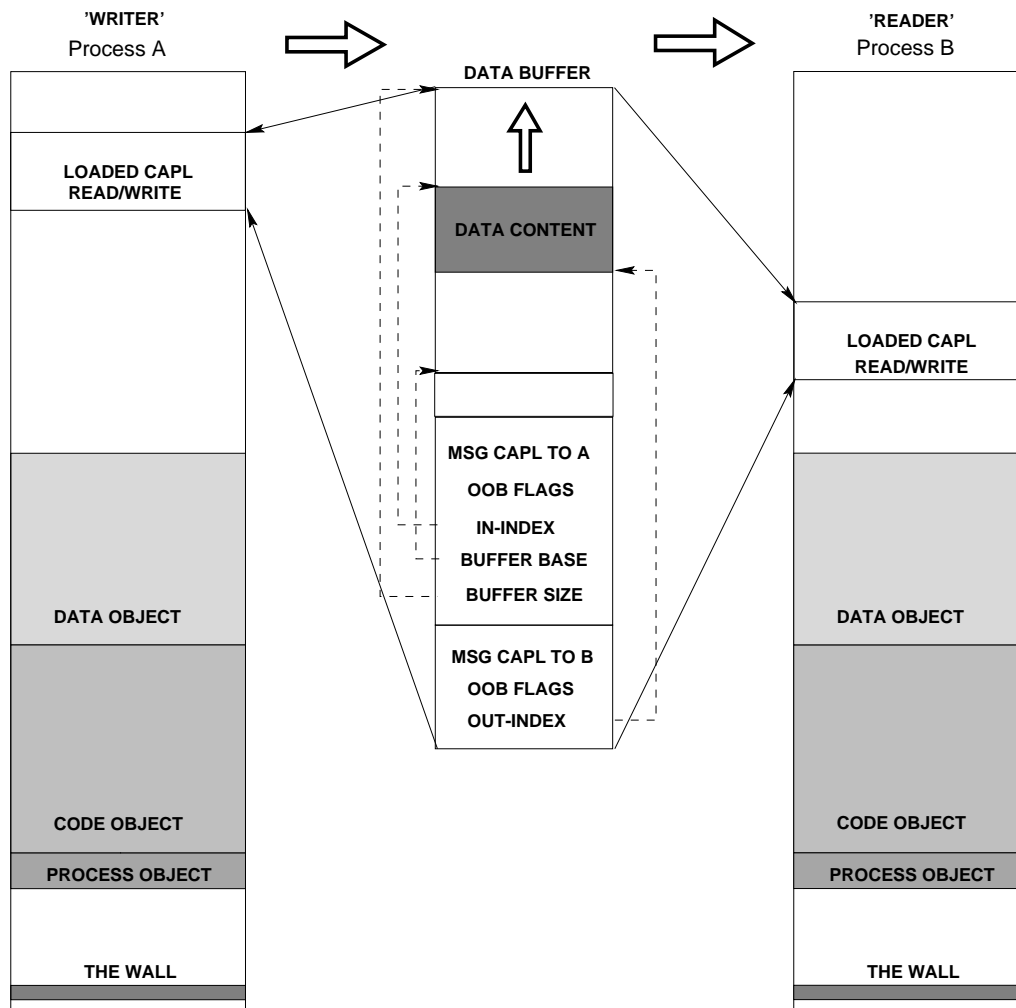 ’WRITER’
Process A
’READER’
Process B
DATA BUFFER
LOADED CAPL
READ/WRITE
DATA CONTENT
LOADED CAPL
READ/WRITE
MSG CAPL TO A
OOB FLAGS
IN-INDEX
BUFFER BASE
BUFFER SIZE
MSG CAPL TO B
OOB FLAGS
OUT-INDEX
DATA OBJECT
CODE OBJECT
PROCESS OBJECT
THE WALL
DATA OBJECT
CODE OBJECT
PROCESS OBJECT
THE WALL